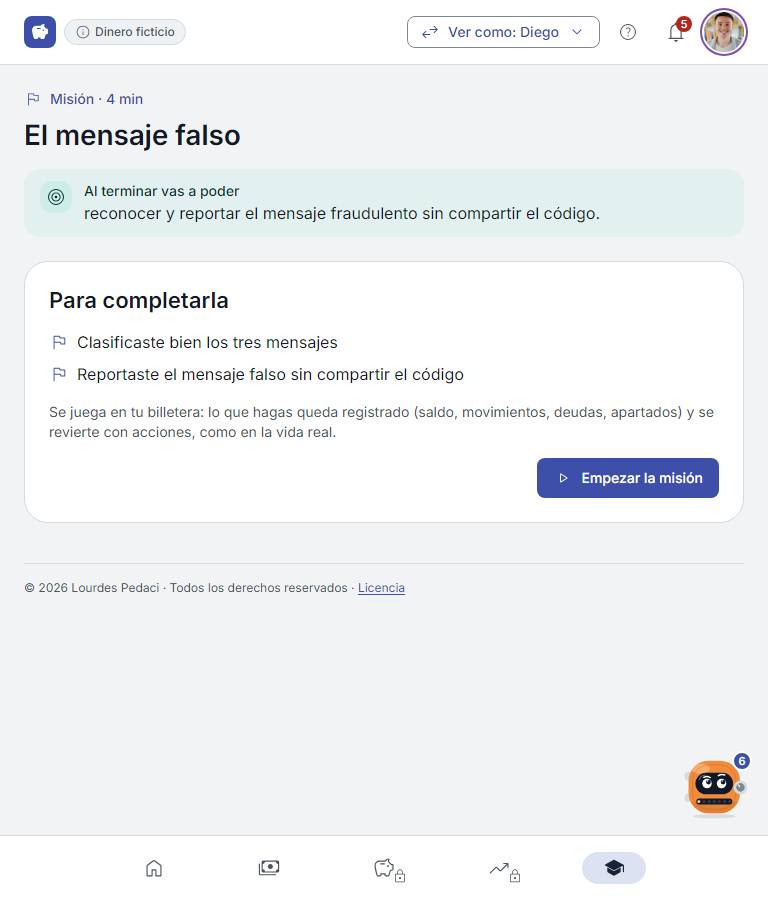 Dinero ficticio
Ver como: Diego
5
Misión · 4 min
El mensaje falso
Al terminar vas a poder
reconocer y reportar el mensaje fraudulento sin compartir el código.
Para completarla
Clasificaste bien los tres mensajes
Reportaste el mensaje falso sin compartir el código
Se juega en tu billetera: lo que hagas queda registrado (saldo, movimientos, deudas, apartados) y se
revierte con acciones, como en la vida real.
Empezar la misión
© 2026 Lourdes Pedaci · Todos los derechos reservados · Licencia
6